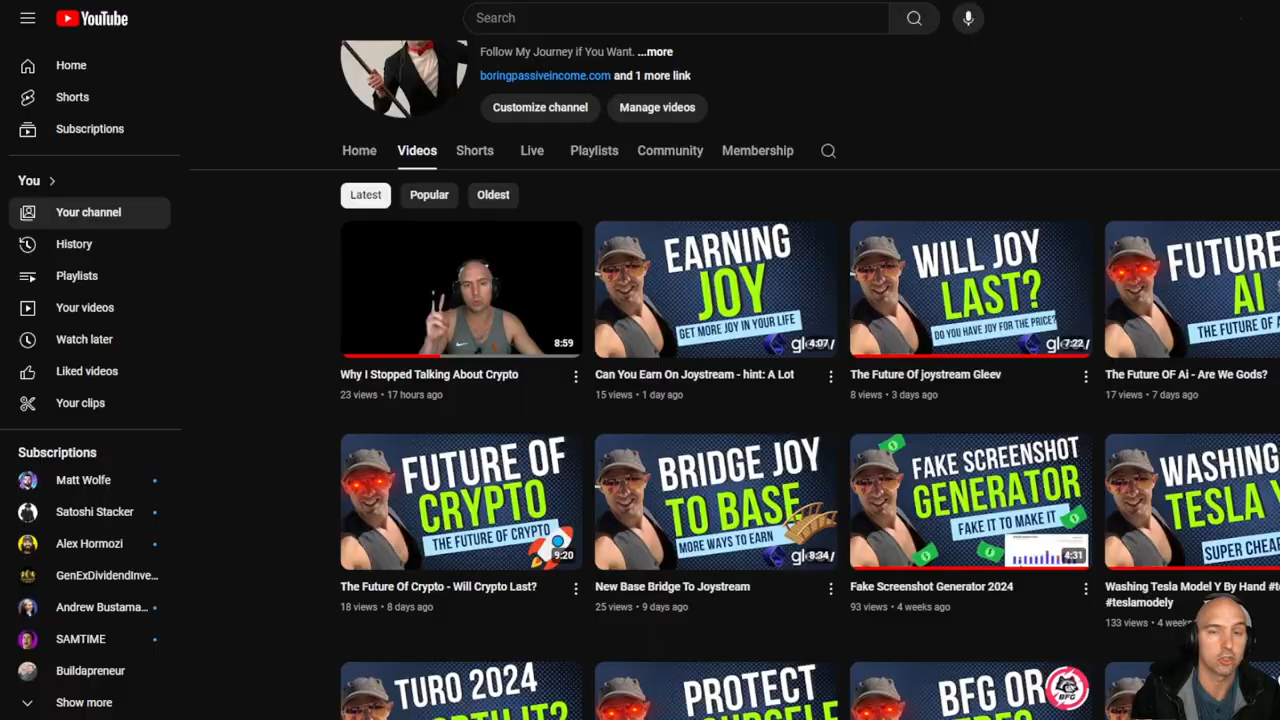 YouTube
Search
Home
Shorts
Subscriptions
You
Your channel
History
Playlists
Your videos
Watch later
Liked videos
Your clips
Subscriptions
Matt Wolfe
Satoshi Stacker
Alex Hormozi
GenExDividendInve...
Andrew Bustama...
SAMTIME
Buildapreneur
Show more
Follow My Journey if You Want. ...more
boringpassiveincome.com and 1 more link
Customize channel
Manage videos
Home
Videos
Shorts
Live
Playlists
Community
Membership
Latest
Popular
Oldest
8:59
Why I Stopped Talking About Crypto
23 views • 17 hours ago
EARNING
JOY
GET MORE JOY IN YOUR LIFE
4:07
Can You Earn On Joystream - hint: A Lot
15 views • 1 day ago
WILL JOY
LAST?
DO YOU HAVE JOY FOR THE PRICE?
7:22
The Future Of joystream Gleev
8 views • 3 days ago
FUTURE
AI
THE FUTURE OF A
The Future OF Ai - Are We Gods?
17 views • 7 days ago
FUTURE OF
CRYPTO
THE FUTURE OF CRYPTO
9:20
The Future Of Crypto - Will Crypto Last?
18 views • 8 days ago
BRIDGE JOY
TO BASE
MORE WAYS TO EARN
8:34
New Base Bridge To Joystream
25 views • 9 days ago
FAKE SCREENSHOT
GENERATOR
FAKE IT TO MAKE IT
4:31
Fake Screenshot Generator 2024
93 views • 4 weeks ago
WASHING
TESLA Y
SUPER CHEAP
Washing Tesla Model Y By Hand #t
#teslamodely
133 views • 4 week
TURO 2024
WORTH IT?
PROTECT
YOURSELF
BFG OR
BFG